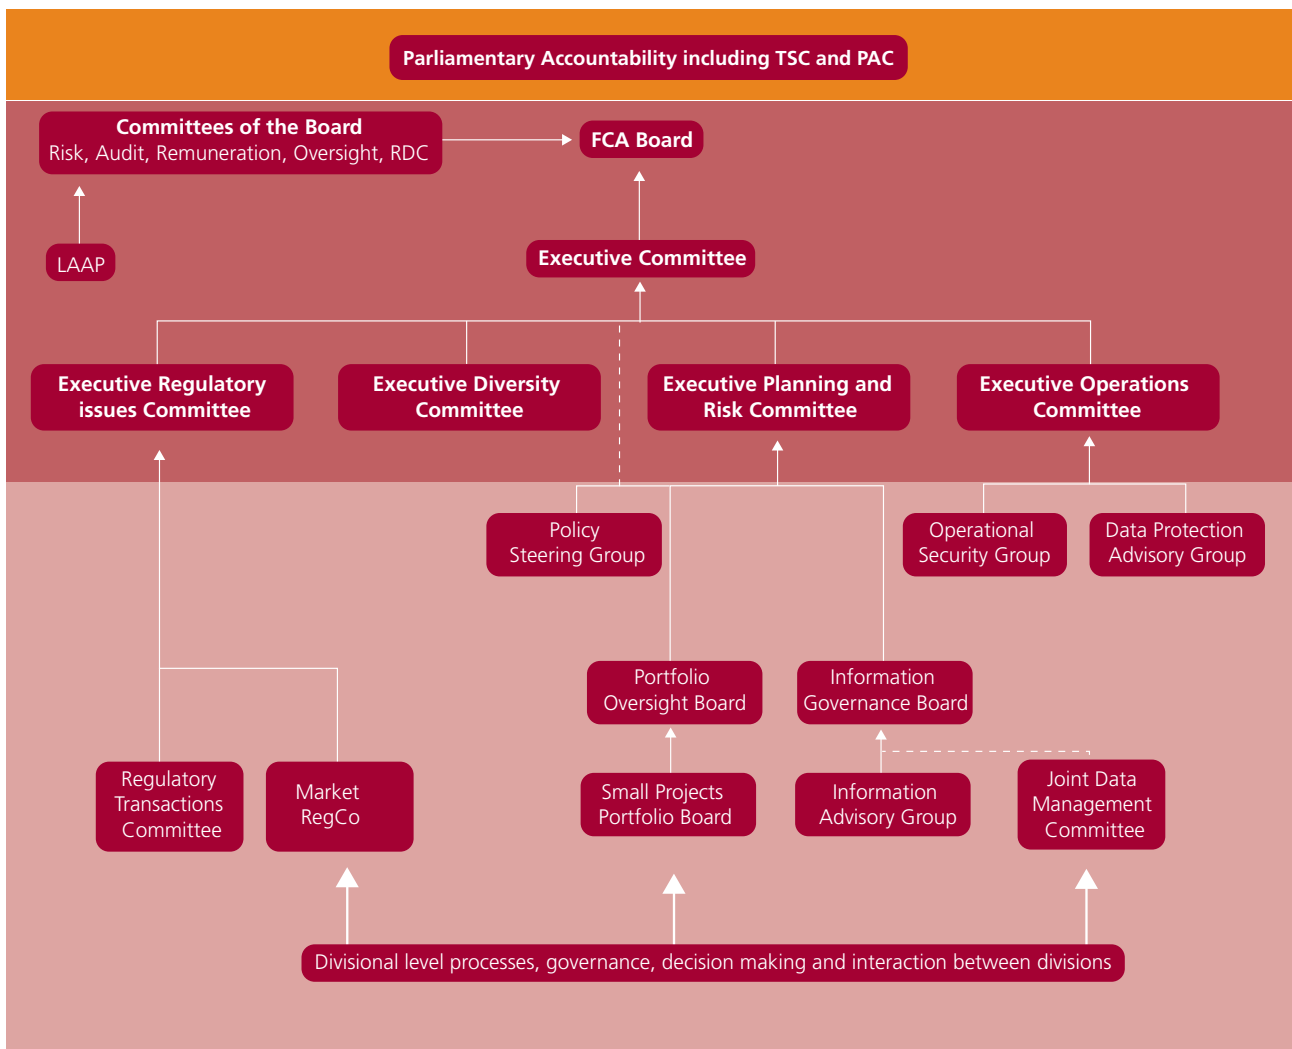 Parliamentary Accountability including TSC and PAC
Committees of the Board
Risk, Audit, Remuneration, Oversight, RDC
FCA Board
LAAP
Executive Committee
Executive Regulatory
issues Committee
Executive Diversity
Committee
Executive Planning and
Risk Committee
Executive Operations
Committee
Policy
Steering Group
Operational
Security Group
Data Protection
Advisory Group
Portfolio
Oversight Board
Information
Governance Board
Regulatory
Transactions
Committee
Market
RegCo
Small Projects
Portfolio Board
Information
Advisory Group
Joint Data
Management
Committee
Divisional level processes, governance, decision making and interaction between divisions